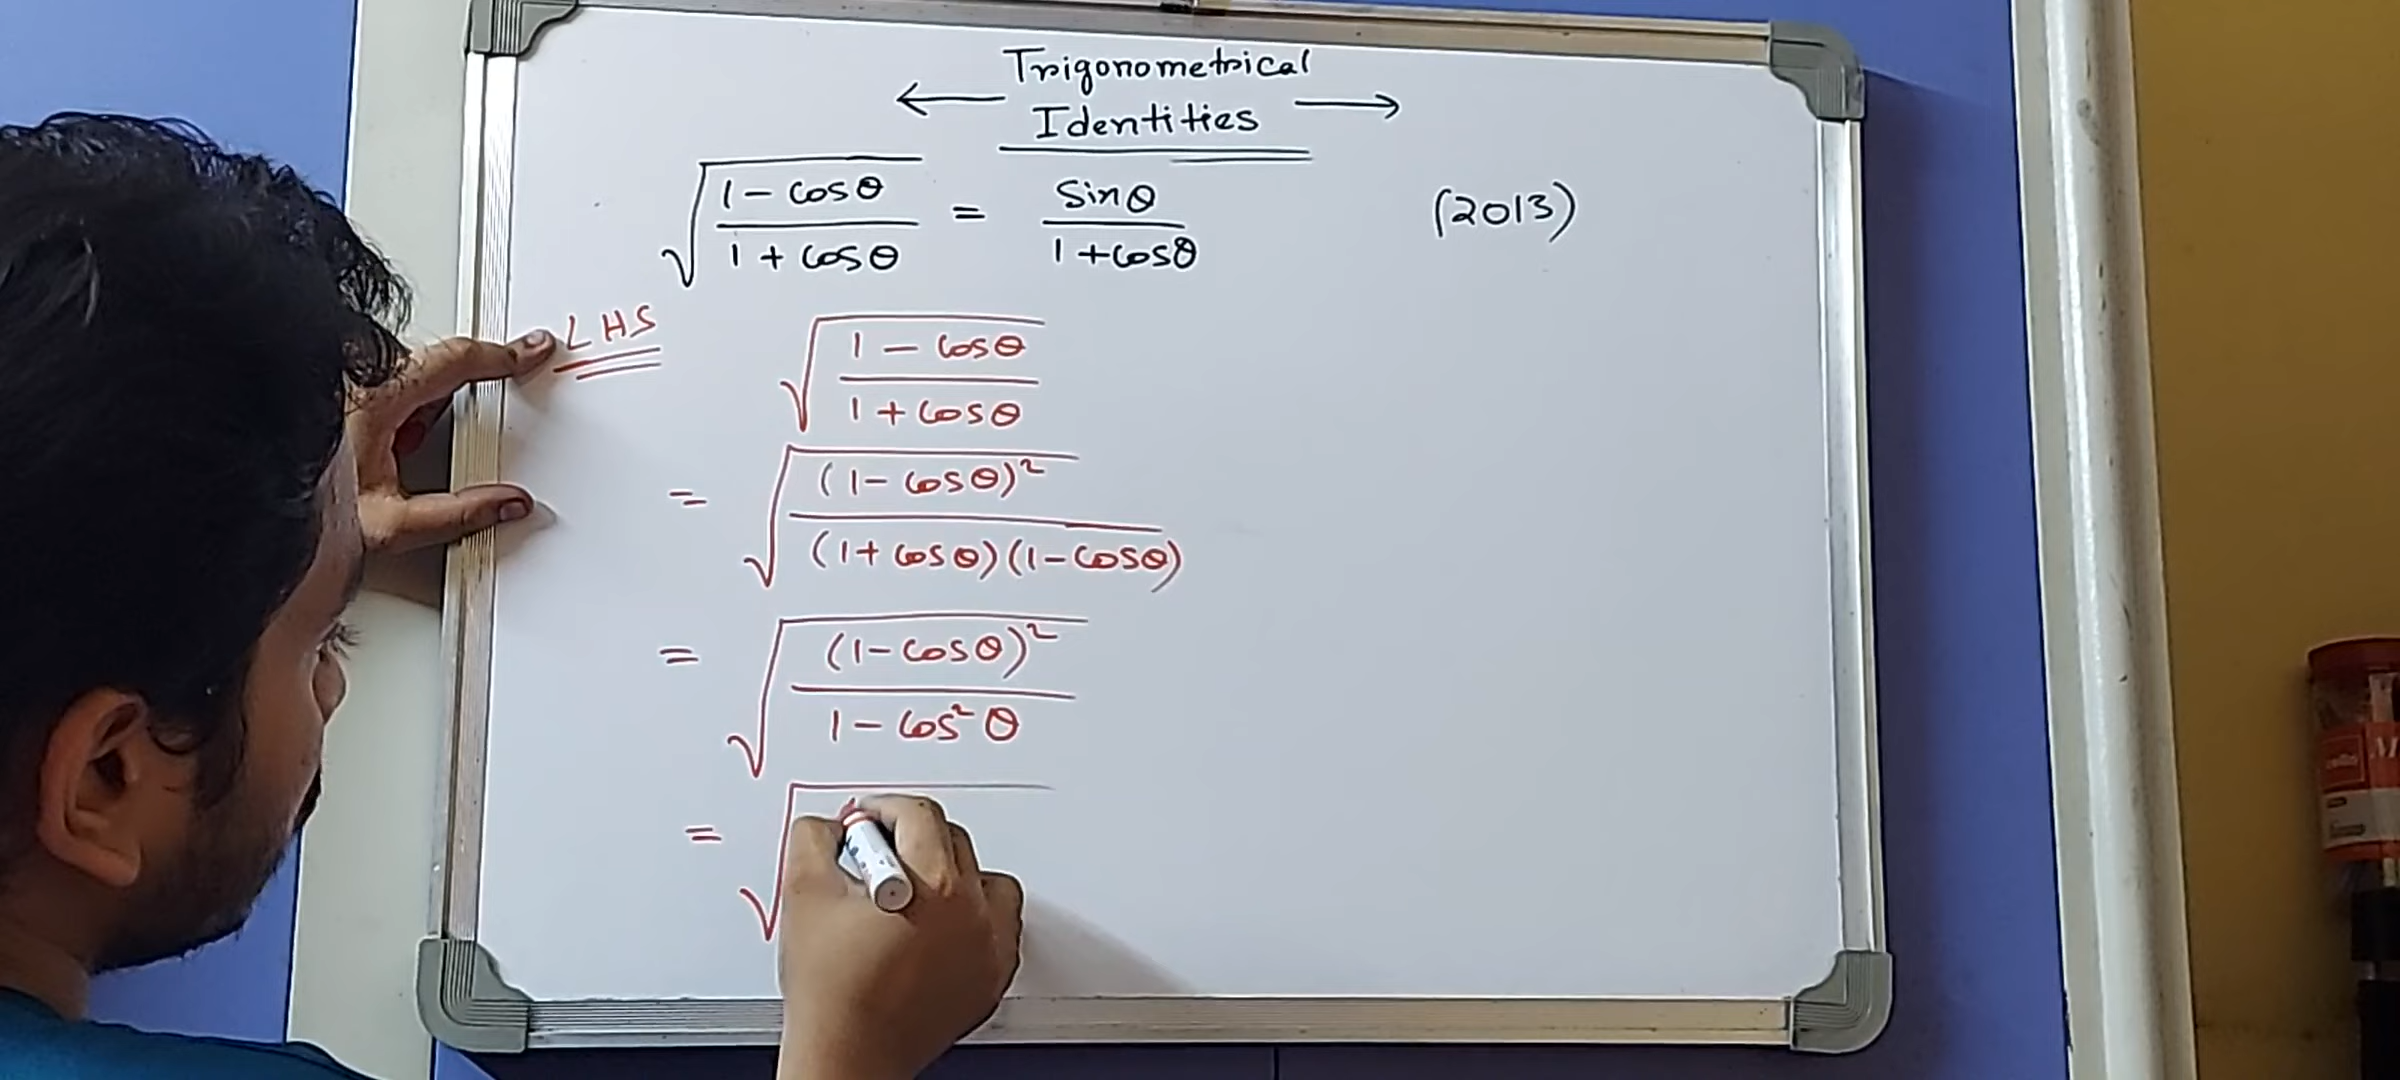 Trigonometrical
← Identities →
√((1 - cosθ)/(1 + cosθ)) = sinθ/(1 + cosθ) (2013)
LHS √((1 - cosθ)/(1 + cosθ))
= √((1 - cosθ)²/((1 + cosθ)(1 - cosθ)))
= √((1 - cosθ)²/(1 - cos²θ))
= √